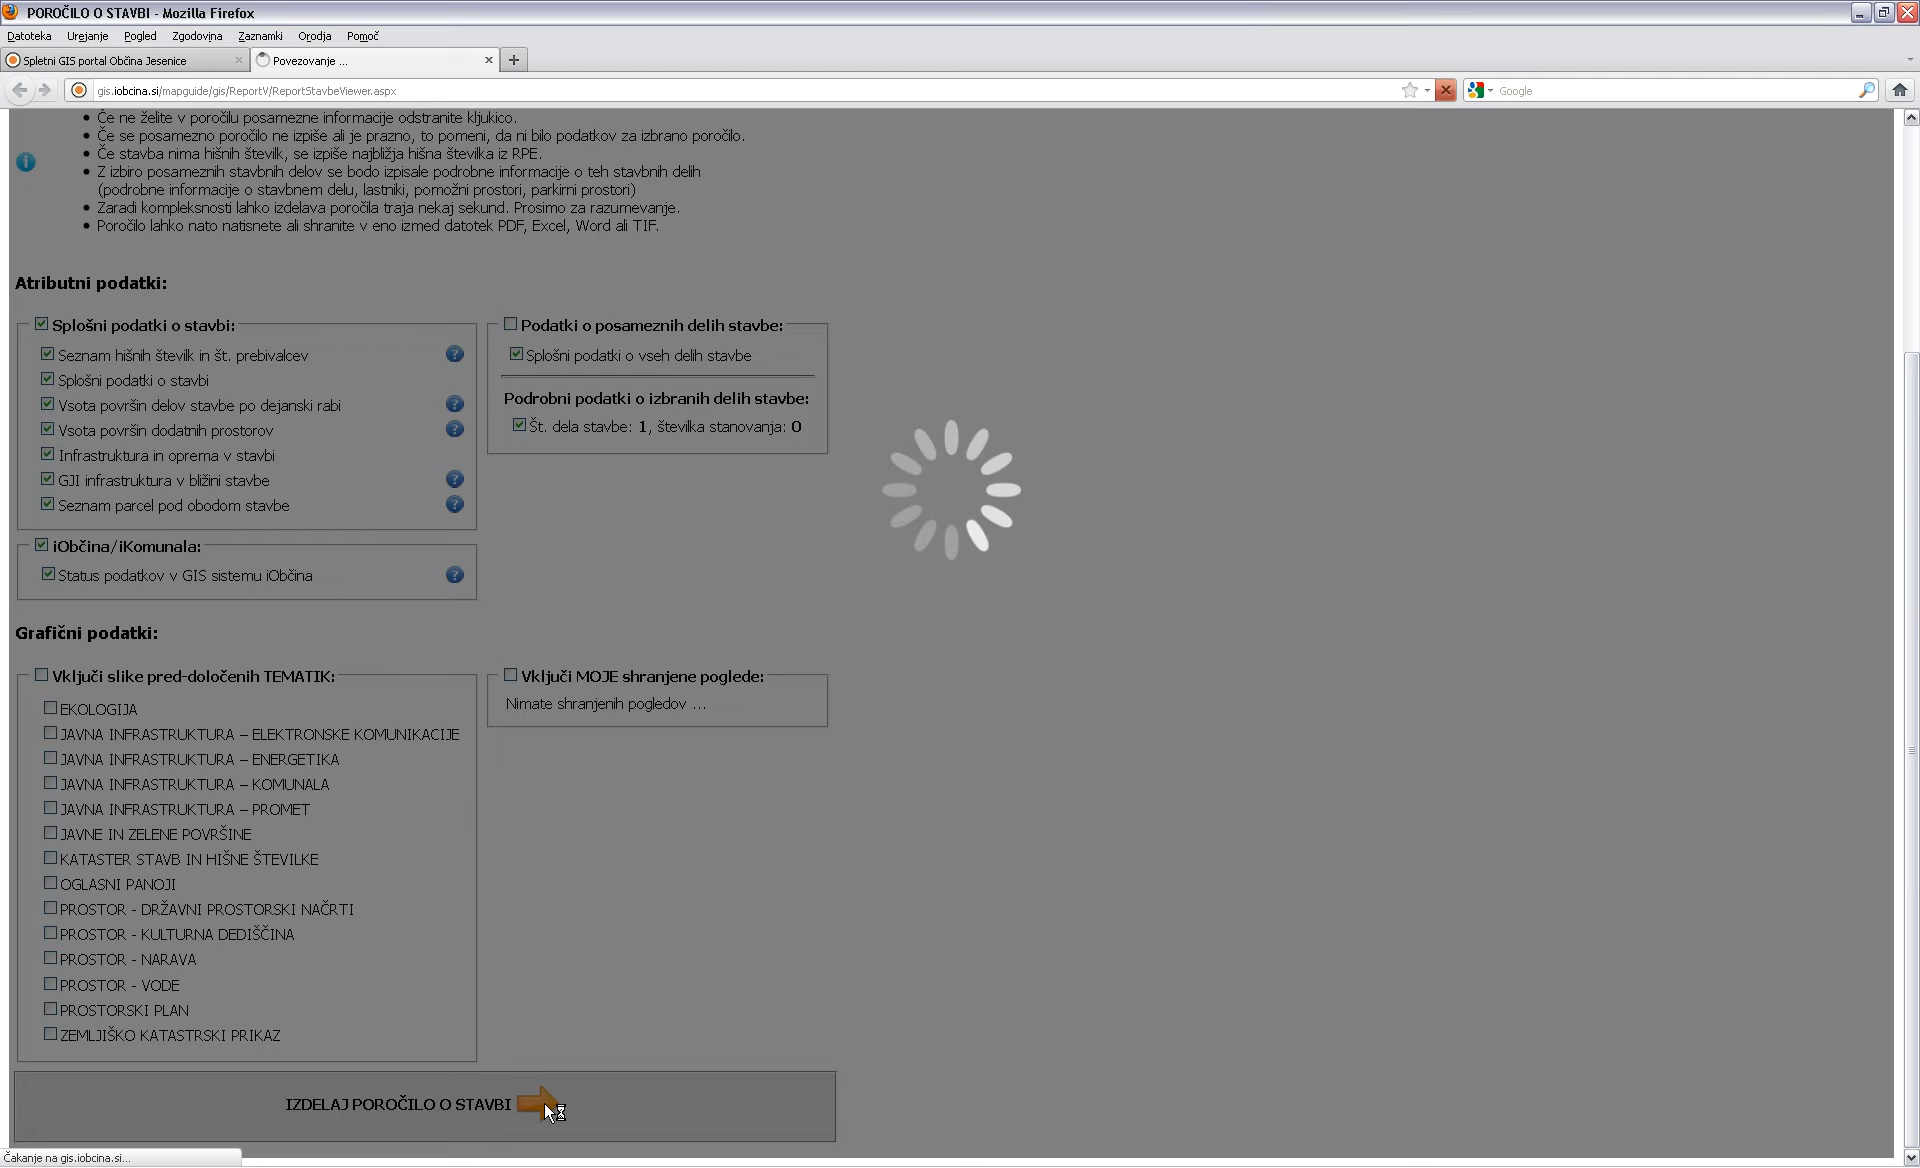 POROČILO O STAVBI - Mozilla Firefox
Datoteka Urejanje Pogled Zgodovina Zaznamki Orodja Pomoč
Spletni GIS portal Občina Jesenice
Povezovanje ...
gis.iobcina.si/mapguide/gis/ReportV/ReportStavbeViewer.aspx
Google
Če ne želite v poročilu posamezne informacije odstranite kljukico.
Če se posamezno poročilo ne izpiše ali je prazno, to pomeni, da ni bilo podatkov za izbrano poročilo.
Če stavba nima hišnih številk, se izpiše najbližja hišna številka iz RPE.
Z izbiro posameznih stavbnih delov se bodo izpisale podrobne informacije o teh stavbnih delih
(podrobne informacije o stavbnem delu, lastniki, pomožni prostori, parkirni prostori)
Zaradi kompleksnosti lahko izdelava poročila traja nekaj sekund. Prosimo za razumevanje.
Poročilo lahko nato natisnete ali shranite v eno izmed datotek PDF, Excel, Word ali TIF.
Atributni podatki:
Splošni podatki o stavbi:
Seznam hišnih številk in št. prebivalcev
Splošni podatki o stavbi
Vsota površin delov stavbe po dejanski rabi
Vsota površin dodatnih prostorov
Infrastruktura in oprema v stavbi
GJI infrastruktura v bližini stavbe
Seznam parcel pod obodom stavbe
Podatki o posameznih delih stavbe:
Splošni podatki o vseh delih stavbe
Podrobni podatki o izbranih delih stavbe:
Št. dela stavbe: 1, številka stanovanja: 0
iObčina/iKomunala:
Status podatkov v GIS sistemu iObčina
Grafični podatki:
Vključi slike pred-določenih TEMATIK:
EKOLOGIJA
JAVNA INFRASTRUKTURA – ELEKTRONSKE KOMUNIKACIJE
JAVNA INFRASTRUKTURA – ENERGETIKA
JAVNA INFRASTRUKTURA – KOMUNALA
JAVNA INFRASTRUKTURA – PROMET
JAVNE IN ZELENE POVRŠINE
KATASTER STAVB IN HIŠNE ŠTEVILKE
OGLASNI PANOJI
PROSTOR - DRŽAVNI PROSTORSKI NAČRTI
PROSTOR - KULTURNA DEDIŠČINA
PROSTOR - NARAVA
PROSTOR - VODE
PROSTORSKI PLAN
ZEMLJIŠKO KATASTRSKI PRIKAZ
Vključi MOJE shranjene poglede:
Nimate shranjenih pogledov ...
IZDELAJ POROČILO O STAVBI
Čakanje na gis.iobcina.si...